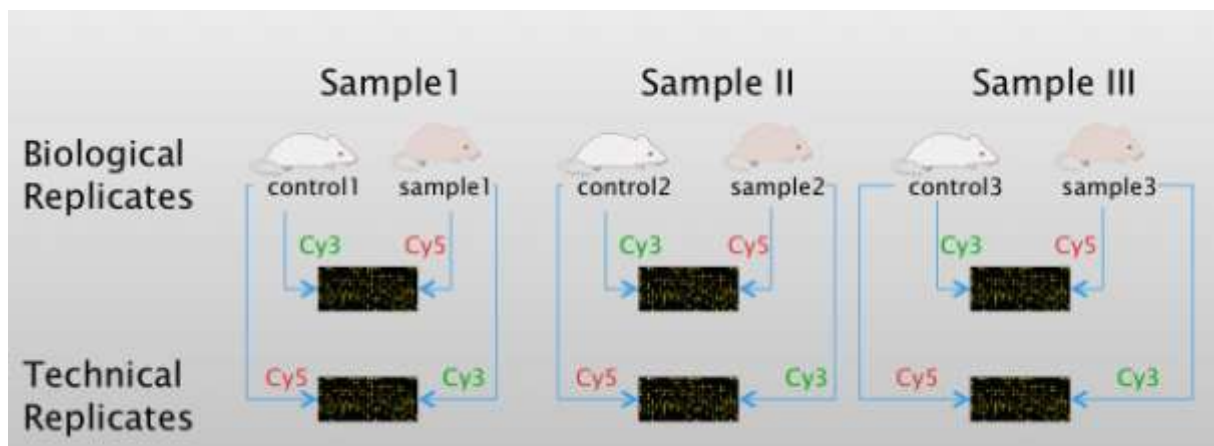 Sample1 Sample II Sample III
Biological
Replicates
control1 sample1 control2 sample2 control3 sample3
Cy3 Cy5 Cy3 Cy5 Cy3 Cy5
Technical
Replicates
Cy5 Cy3 Cy5 Cy3 Cy5 Cy3